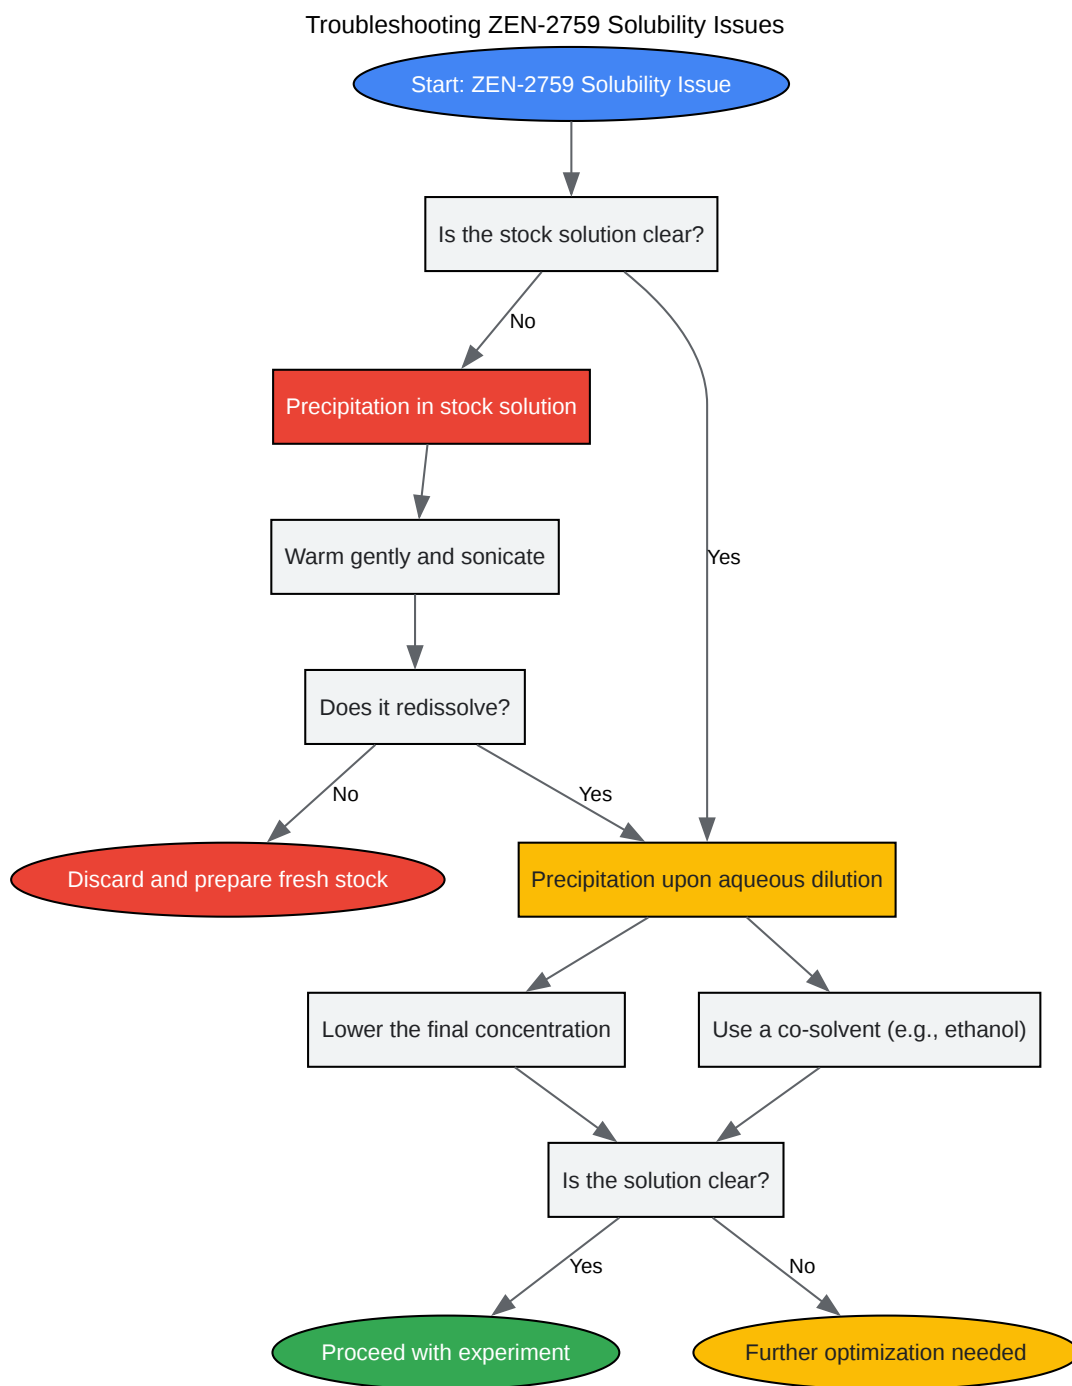 Troubleshooting ZEN-2759 Solubility Issues
Start: ZEN-2759 Solubility Issue
Is the stock solution clear?
No
Precipitation in stock solution
Warm gently and sonicate
Yes
Does it redissolve?
No
Yes
Discard and prepare fresh stock
Precipitation upon aqueous dilution
Lower the final concentration
Use a co-solvent (e.g., ethanol)
Is the solution clear?
Yes
No
Proceed with experiment
Further optimization needed